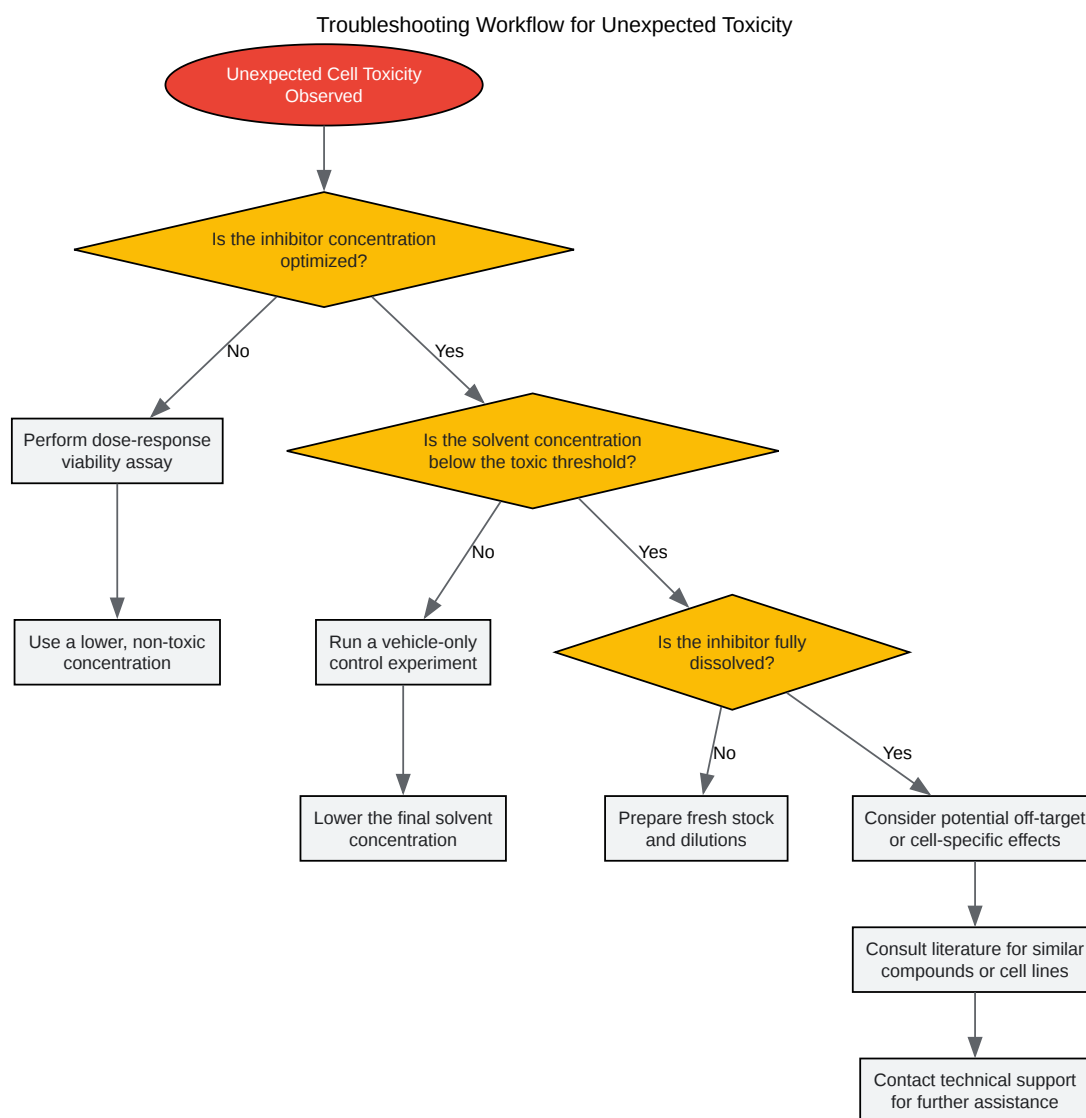 Troubleshooting Workflow for Unexpected Toxicity
Unexpected Cell Toxicity
Observed
Is the inhibitor concentration
optimized?
No
Yes
Perform dose-response
viability assay
Is the solvent concentration
below the toxic threshold?
No
Yes
Use a lower, non-toxic
concentration
Run a vehicle-only
control experiment
Is the inhibitor fully
dissolved?
No
Yes
Lower the final solvent
concentration
Prepare fresh stock
and dilutions
Consider potential off-target
or cell-specific effects
Consult literature for similar
compounds or cell lines
Contact technical support
for further assistance